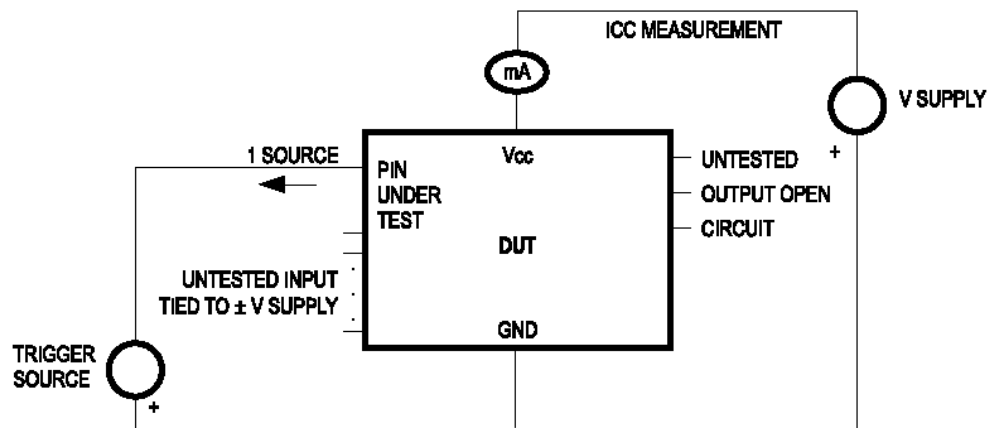 ICC MEASUREMENT
mA
V SUPPLY
+
1 SOURCE
Vcc
PIN
UNDER
TEST
UNTESTED
OUTPUT OPEN
CIRCUIT
DUT
UNTESTED INPUT
TIED TO ± V SUPPLY
GND
TRIGGER
SOURCE
+